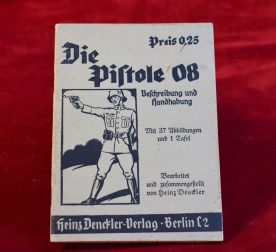 Preis 0,25
Die
Pistole 08
Beschreibung und
Handhabung
Mit 37 Abbildungen
und 1 Tafel
Bearbeitet
und zusammengestellt
von Heinz Denckler
Heinz Denckler-Verlag · Berlin C2